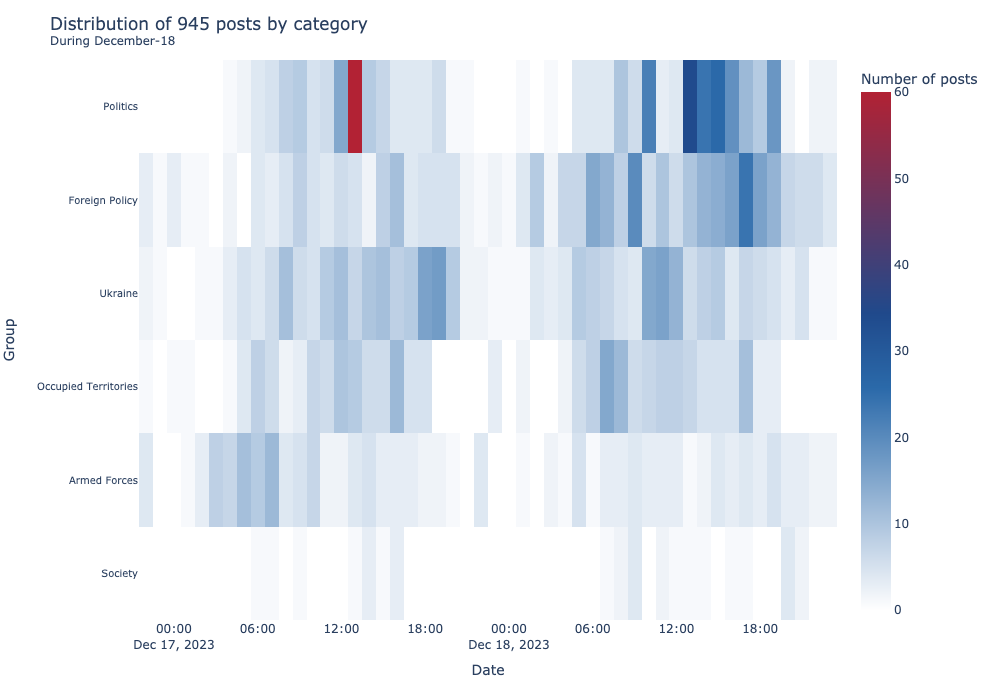 Distribution of 945 posts by category
During December-18
Number of posts
60
50
40
30
20
10
0
Group
Politics
Foreign Policy
Ukraine
Occupied Territories
Armed Forces
Society
00:00 06:00 12:00 18:00 00:00 06:00 12:00 18:00
Dec 17, 2023 Dec 18, 2023
Date